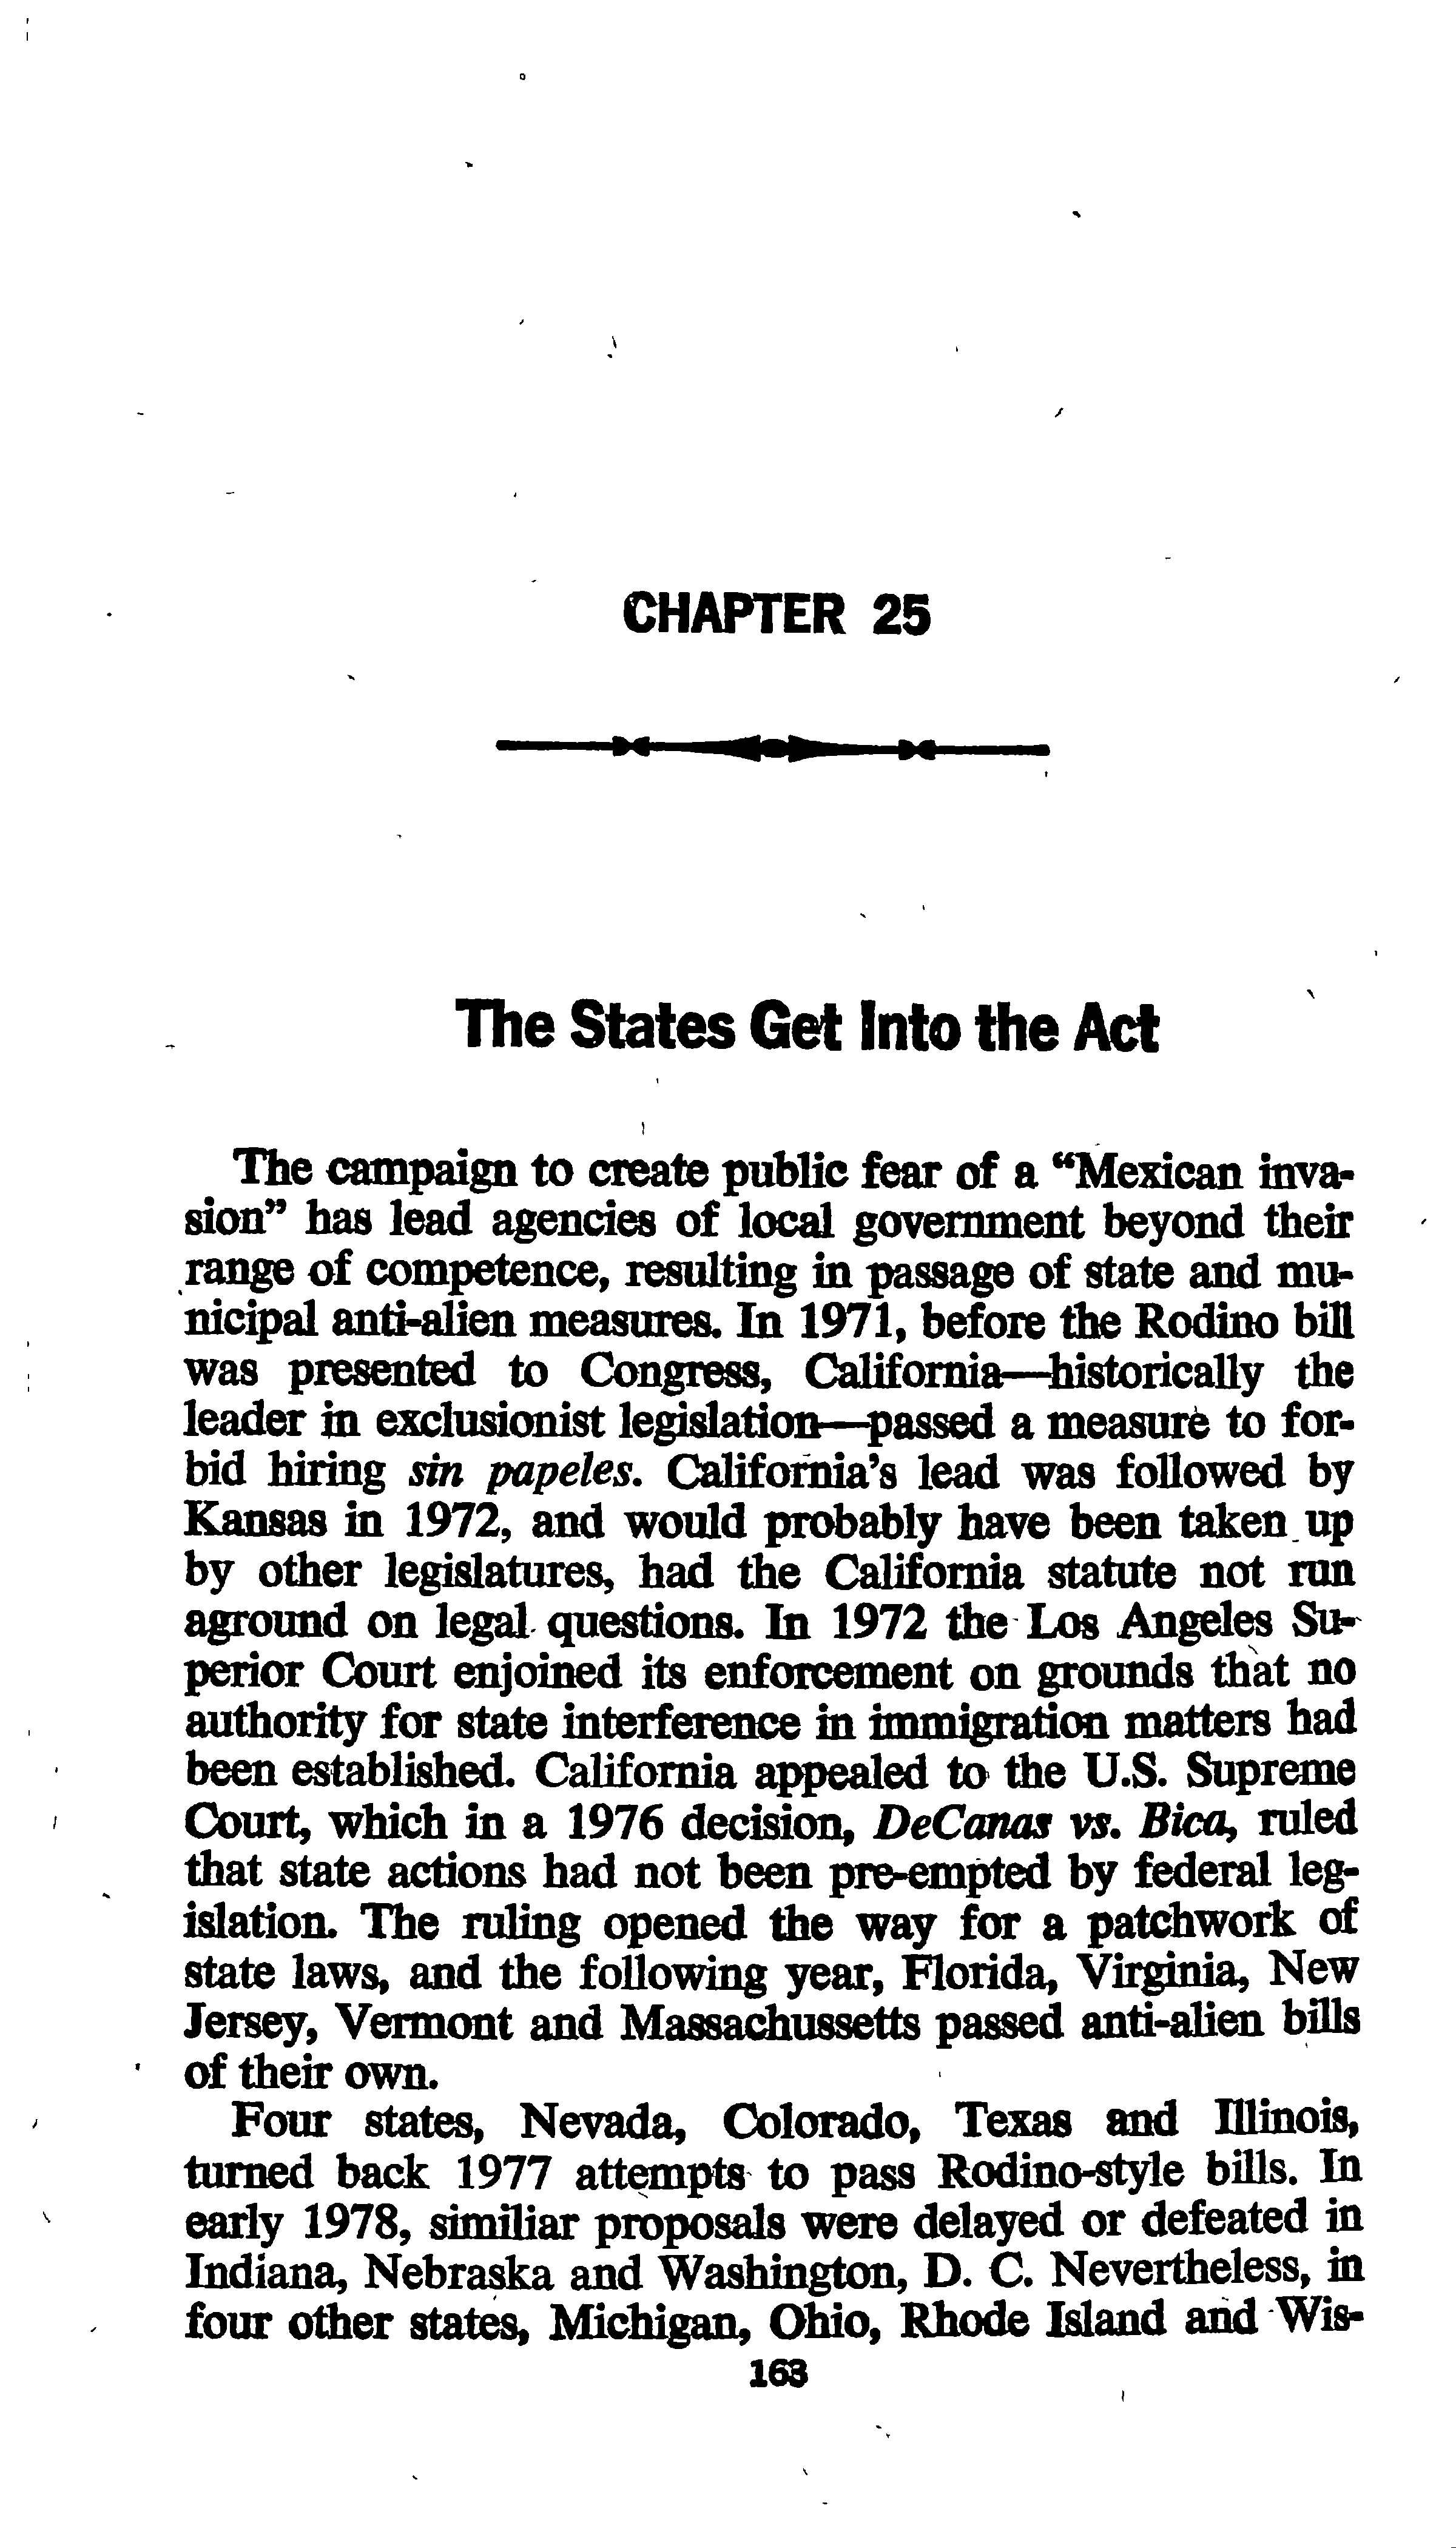 CHAPTER 25
The States Get Into the Act
The campaign to create public fear of a “Mexican inva-
sion” has lead agencies of local government beyond their
range of competence, resulting in passage of state and mu-
nicipal anti-alien measures. In 1971, before the Rodino bill
was presented to Congress, California—historically the
leader in exclusionist legislation—passed a measure to for-
bid hiring sin papeles. California’s lead was followed by
Kansas in 1972, and would probably have been taken up
by other legislatures, had the California statute not run
aground on legal questions. In 1972 the Los Angeles Su-
perior Court enjoined its enforcement on grounds that no
authority for state interference in immigration matters had
been established. California appealed to the U.S. Supreme
Court, which in a 1976 decision, DeCanas vs. Bica, ruled
that state actions had not been pre-empted by federal leg-
islation. The ruling opened the way for a patchwork of
state laws, and the following year, Florida, Virginia, New
Jersey, Vermont and Massachussetts passed anti-alien bills
of their own.
Four states, Nevada, Colorado, Texas and Illinois,
turned back 1977 attempts to pass Rodino-style bills. In
early 1978, similiar proposals were delayed or defeated in
Indiana, Nebraska and Washington, D. C. Nevertheless, in
four other states, Michigan, Ohio, Rhode Island and Wis-
163